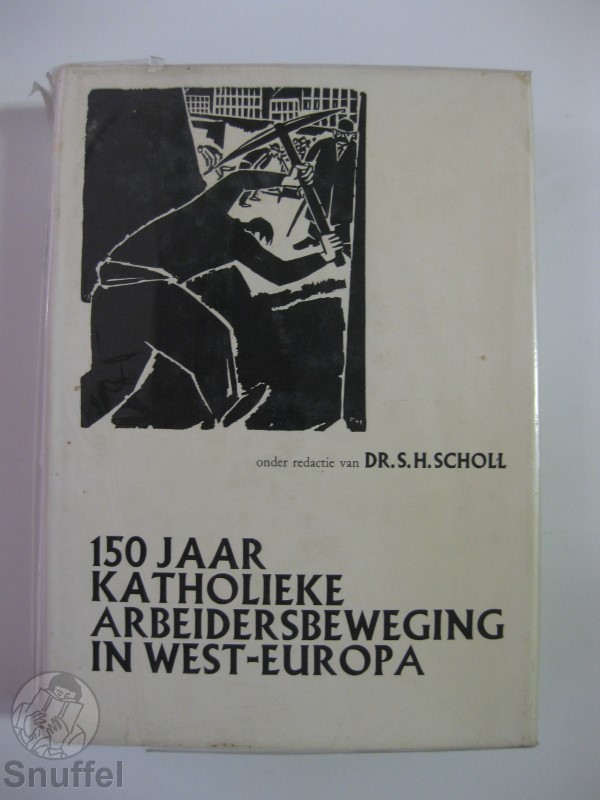 onder redactie van DR. S. H. SCHOLL
150 JAAR
KATHOLIEKE
ARBEIDERSBEWEGING
IN WEST-EUROPA
Snuffel